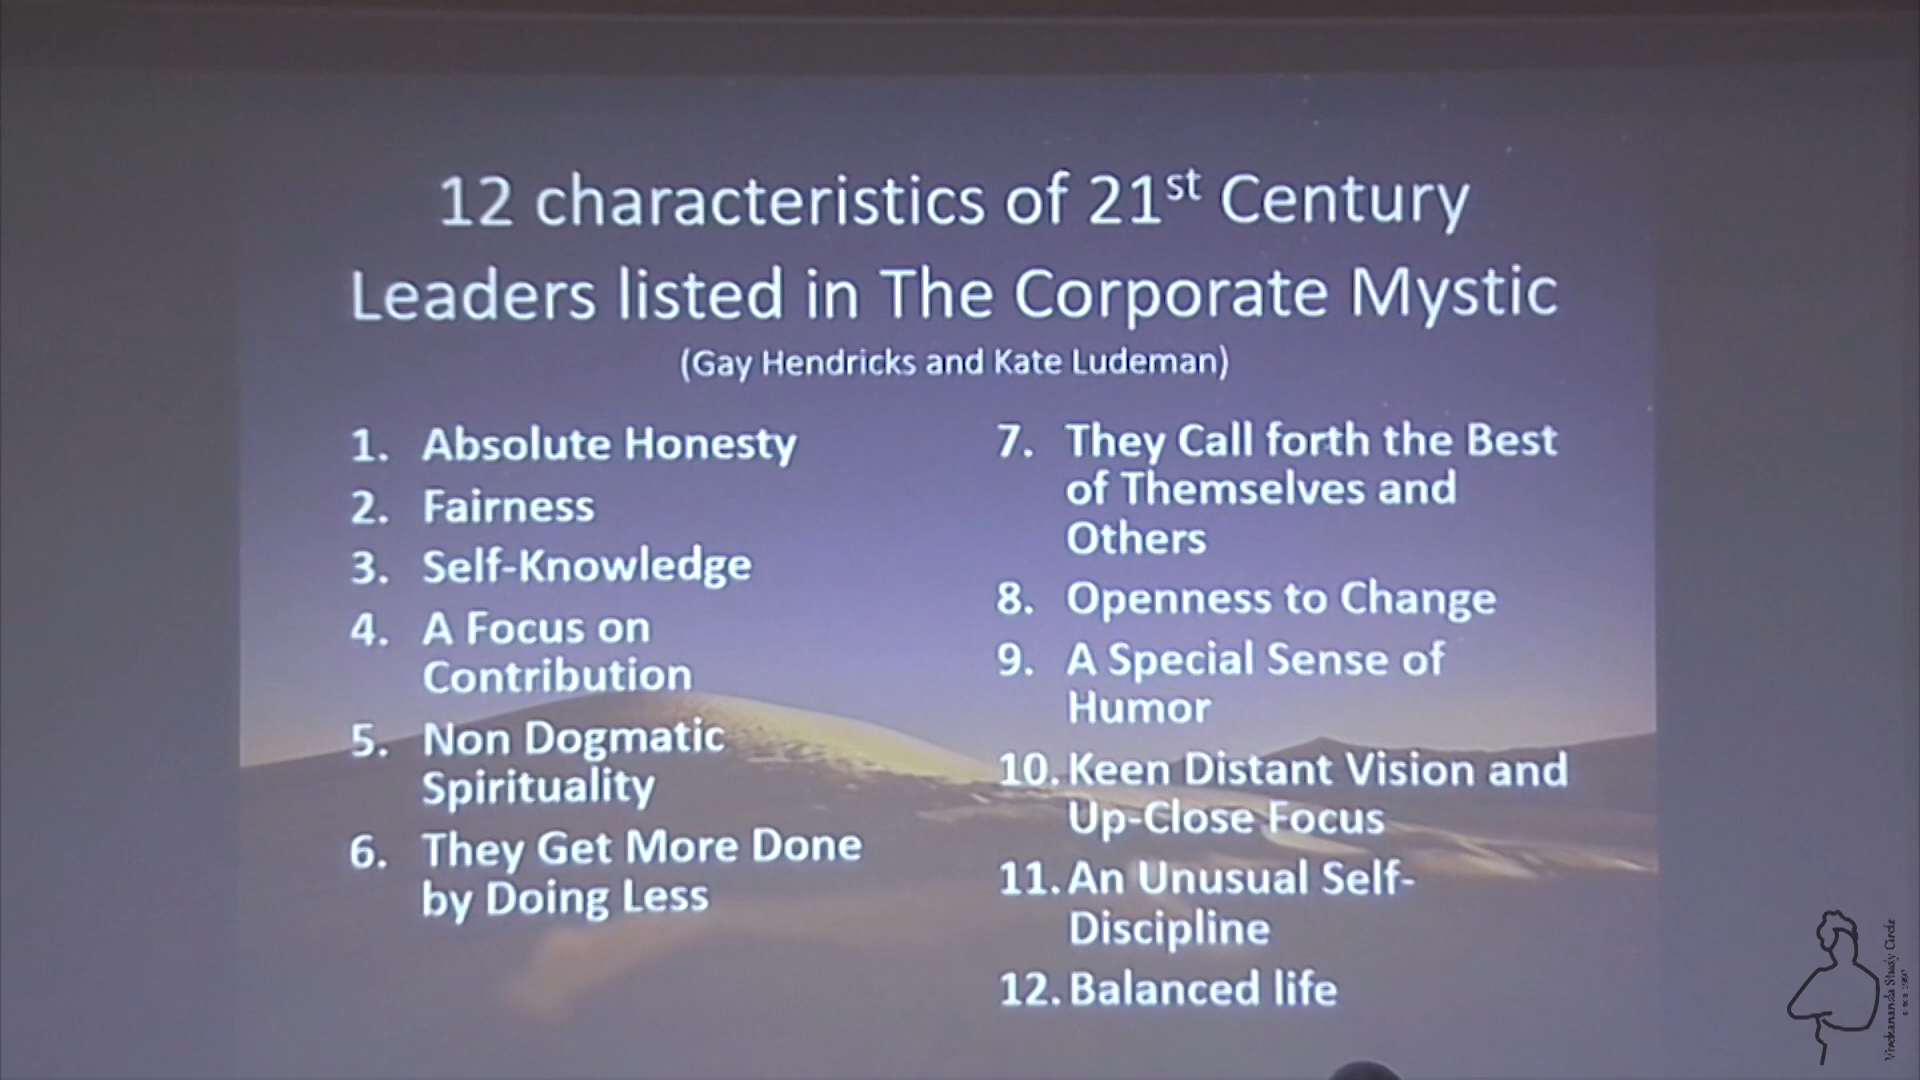 12 characteristics of 21st Century
Leaders listed in The Corporate Mystic
(Gay Hendricks and Kate Ludeman)
1. Absolute Honesty
2. Fairness
3. Self-Knowledge
4. A Focus on
Contribution
5. Non Dogmatic
Spirituality
6. They Get More Done
by Doing Less
7. They Call forth the Best
of Themselves and
Others
8. Openness to Change
9. A Special Sense of
Humor
10. Keen Distant Vision and
Up-Close Focus
11. An Unusual Self-
Discipline
12. Balanced life
Vivekananda Study Circle